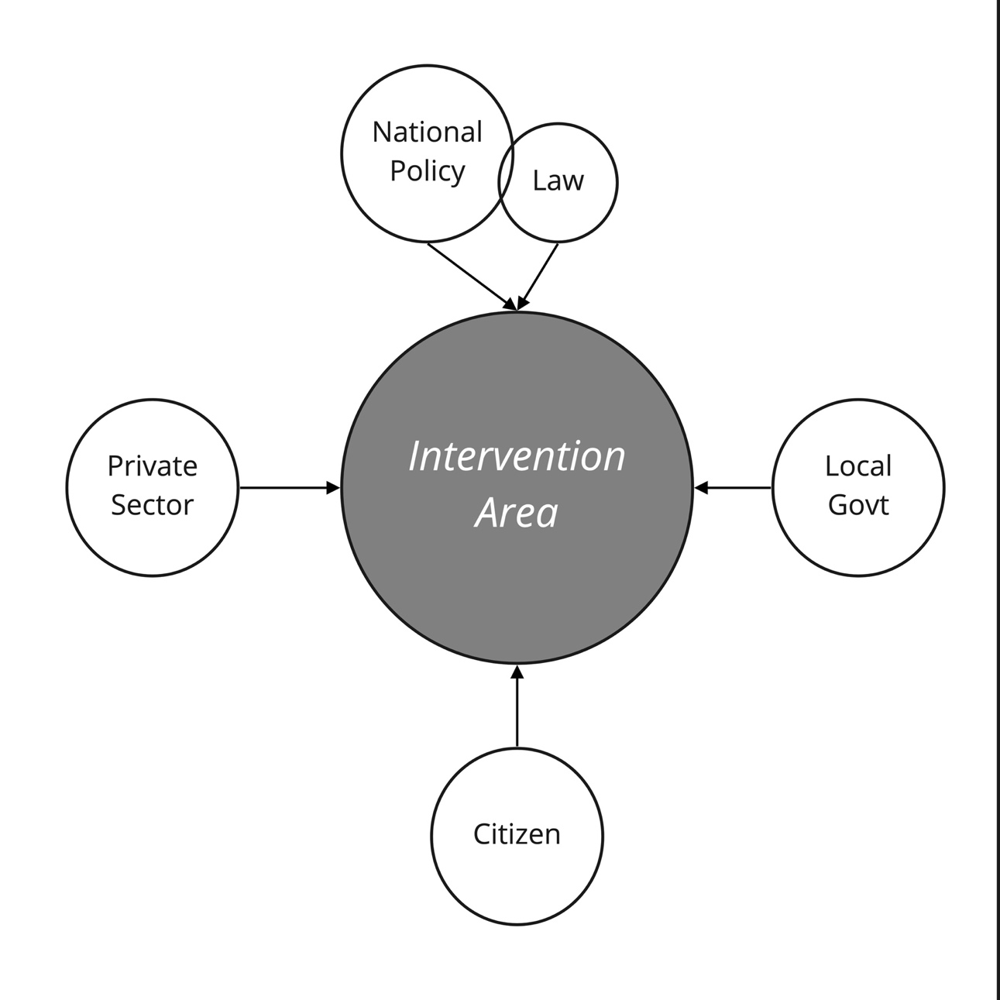 National
Policy
Law
Intervention
Area
Private
Sector
Local
Govt
Citizen